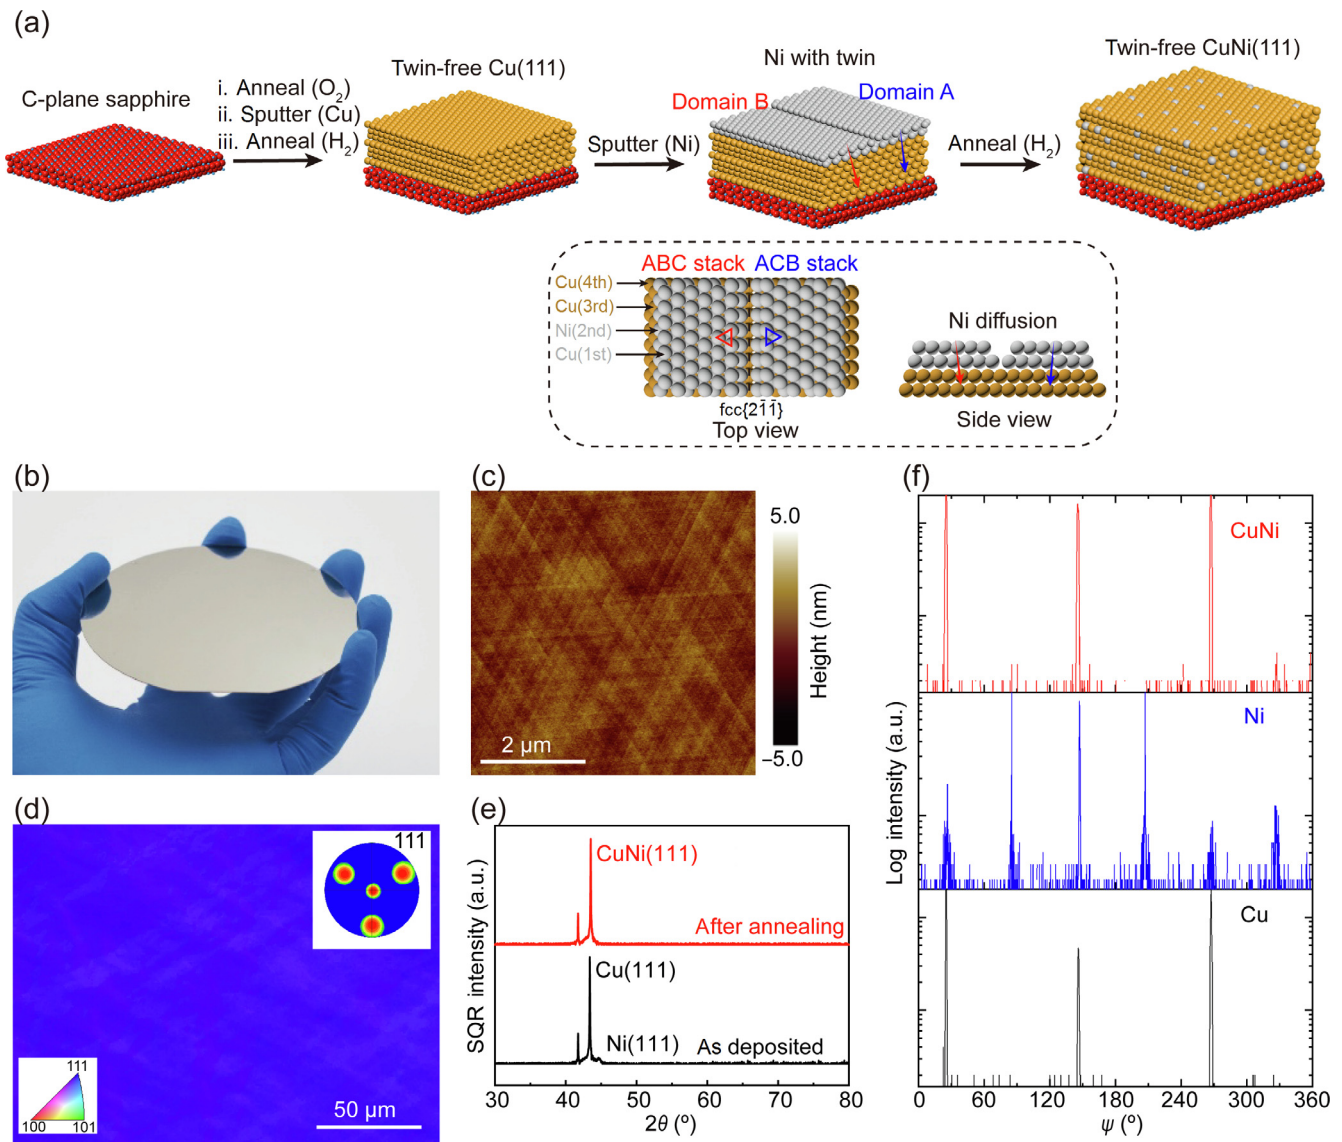 (a)
C-plane sapphire
i. Anneal (O2)
ii. Sputter (Cu)
iii. Anneal (H2)
Twin-free Cu(111)
Sputter (Ni)
Ni with twin
Domain B
Domain A
Anneal (H2)
Twin-free CuNi(111)
ABC stack
ACB stack
Cu(4th)
Cu(3rd)
Ni(2nd)
Cu(1st)
fcc{21̄1̄}
Top view
Ni diffusion
Side view
(b)
(c)
2 μm
5.0
Height (nm)
−5.0
(d)
111
111
100
101
50 μm
(e)
SQR intensity (a.u.)
CuNi(111)
After annealing
Cu(111)
Ni(111)
As deposited
30
40
50
60
70
80
2θ (º)
(f)
Log intensity (a.u.)
CuNi
Ni
Cu
0
60
120
180
240
300
360
ψ (º)